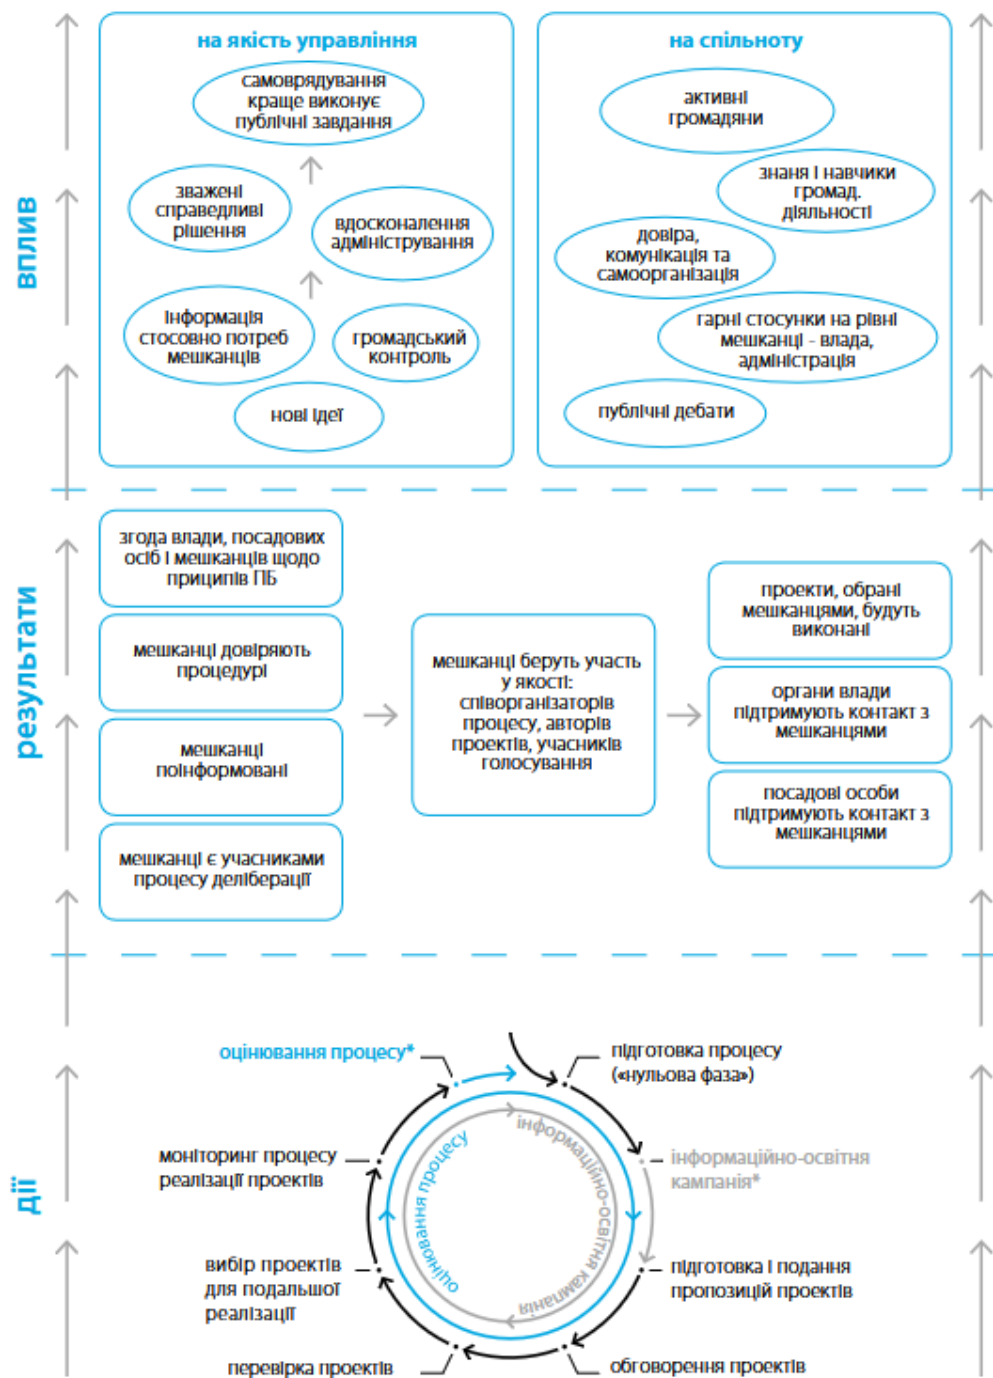 вплив
на якість управління
самоврядування
краще виконує
публічні завдання
зважені
справедливі
рішення
вдосконалення
адміністрування
інформація
стосовно потреб
мешканців
громадський
контроль
нові ідеї
на спільноту
активні
громадяни
знаня і навчики
громад.
діяльності
довіра,
комунікація та
самоорганізація
гарні стосунки на рівні
мешканці - влада,
адміністрація
публічні дебати
результати
згода влади, посадових
осіб і мешканців щодо
приципів ПБ
мешканці довіряють
процедурі
мешканці
поінформовані
мешканці є учасниками
процесу деліберації
мешканці беруть участь
у якості:
співорганізаторів
процесу, авторів
проектів, учасників
голосування
проекти, обрані
мешканцями, будуть
виконані
органи влади
підтримують контакт з
мешканцями
посадові особи
підтримують контакт з
мешканцями
дії
оцінювання процесу*
підготовка процесу
(«нульова фаза»)
інформаційно-освітня
кампанія*
підготовка і подання
пропозицій проектів
обговорення проектів
перевірка проектів
вибір проектів
для подальшої
реалізації
моніторинг процесу
реалізації проектів
оцінювання процесу
інформаційно-освітня кампанія